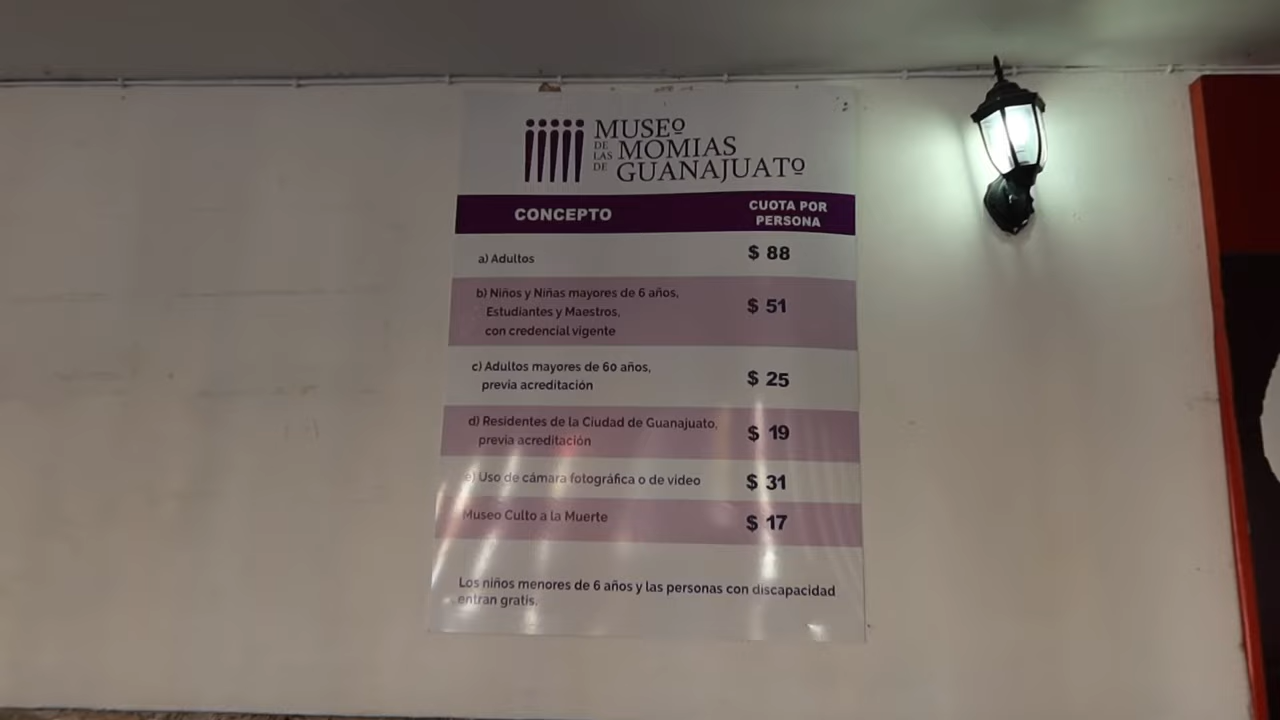 MUSEO
DE LAS MOMIAS
DE GUANAJUATO
CONCEPTO CUOTA POR PERSONA
a) Adultos $ 88
b) Niños y Niñas mayores de 6 años,
Estudiantes y Maestros, $ 51
con credencial vigente
c) Adultos mayores de 60 años,
previa acreditación $ 25
d) Residentes de la Ciudad de Guanajuato,
previa acreditación $ 19
e) Uso de cámara fotográfica o de video $ 31
Museo Culto a la Muerte $ 17
Los niños menores de 6 años y las personas con discapacidad
entran gratis.